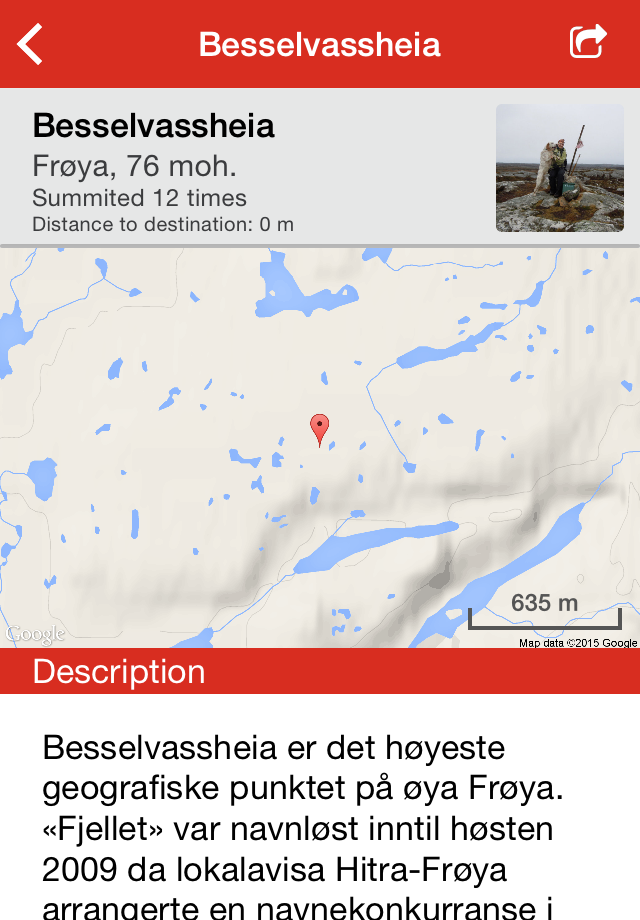 Besselvassheia
Besselvassheia
Frøya, 76 moh.
Summited 12 times
Distance to destination: 0 m
635 m
Google
Map data ©2015 Google
Description
Besselvassheia er det høyeste
geografiske punktet på øya Frøya.
«Fjellet» var navnløst inntil høsten
2009 da lokalavisa Hitra-Frøya
arrangerte en navnekonkurranse i